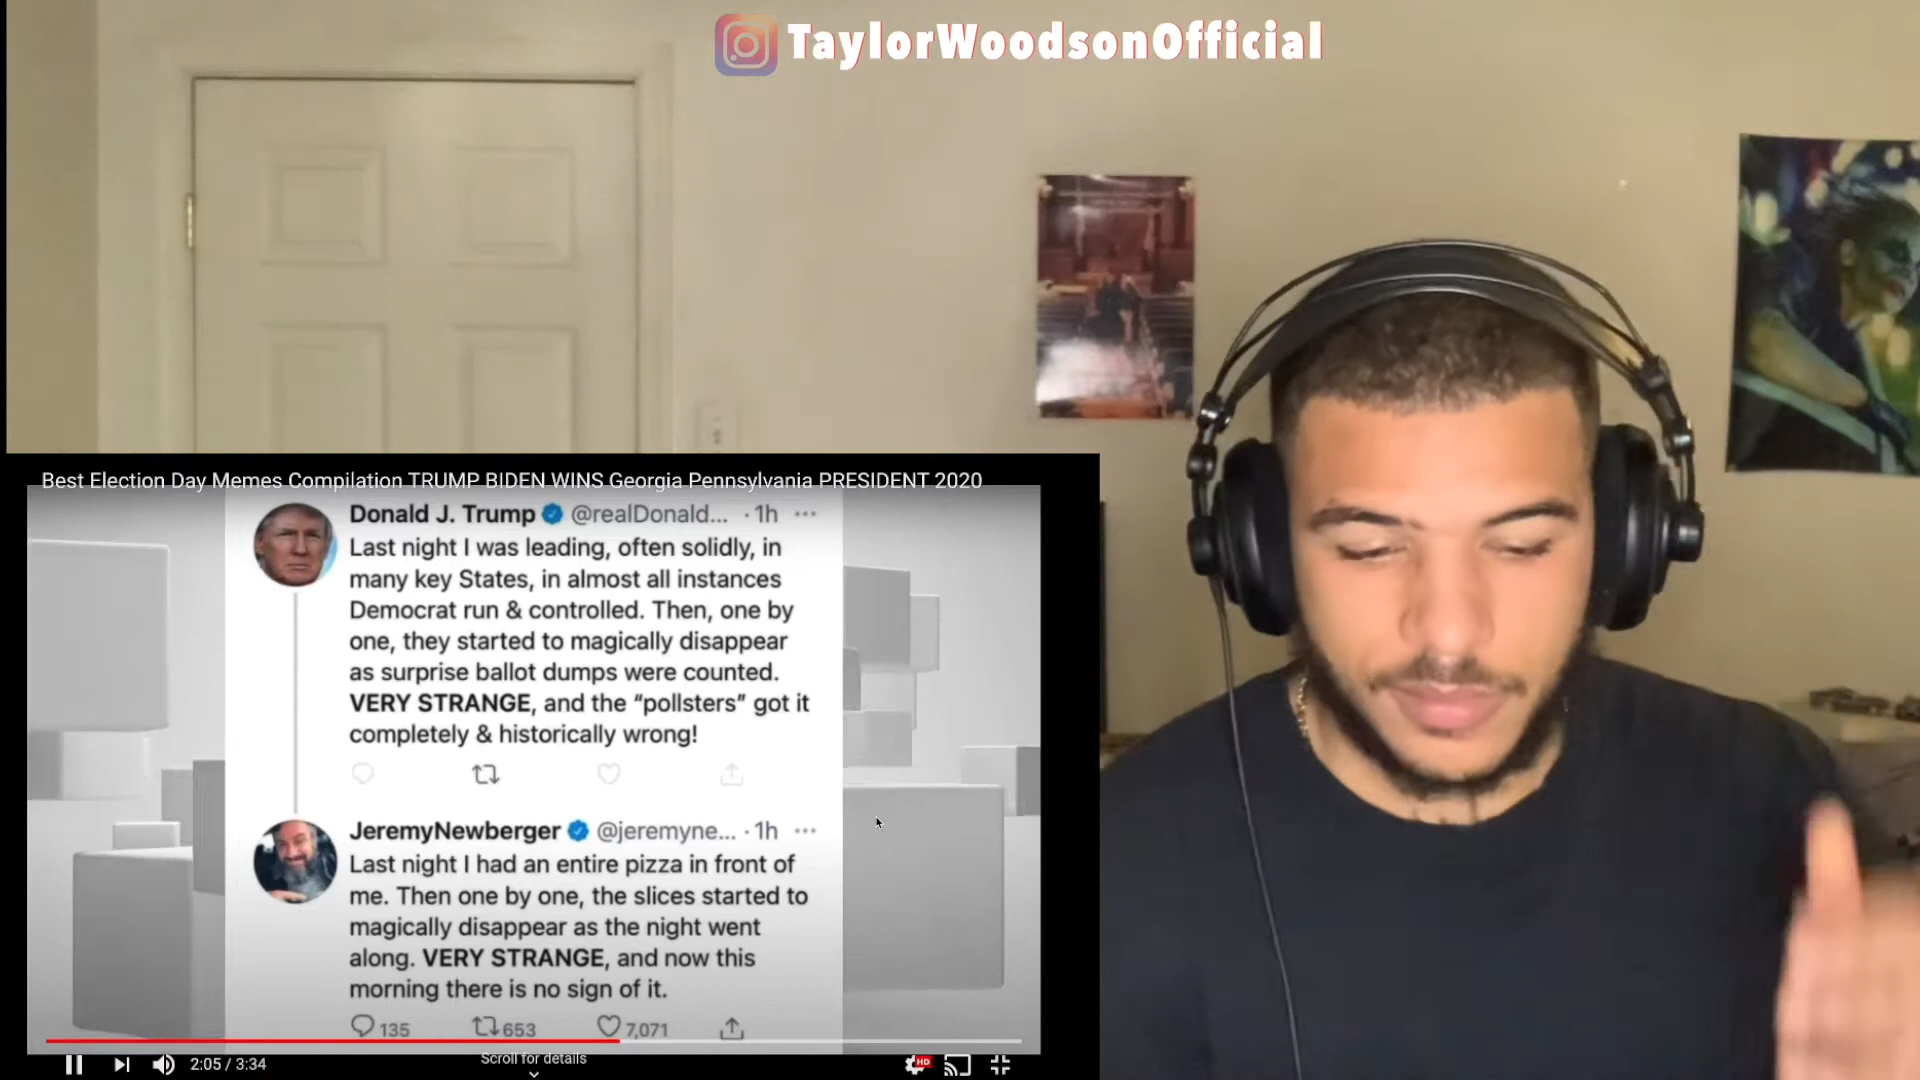 TaylorWoodsonOfficial
Best Election Day Memes Compilation TRUMP BIDEN WINS Georgia Pennsylvania PRESIDENT 2020
Donald J. Trump @realDonald... · 1h ···
Last night I was leading, often solidly, in
many key States, in almost all instances
Democrat run & controlled. Then, one by
one, they started to magically disappear
as surprise ballot dumps were counted.
VERY STRANGE, and the “pollsters” got it
completely & historically wrong!
JeremyNewberger @jeremyne... · 1h ···
Last night I had an entire pizza in front of
me. Then one by one, the slices started to
magically disappear as the night went
along. VERY STRANGE, and now this
morning there is no sign of it.
135 653 7,071
2:05 / 3:34
Scroll for details
HD